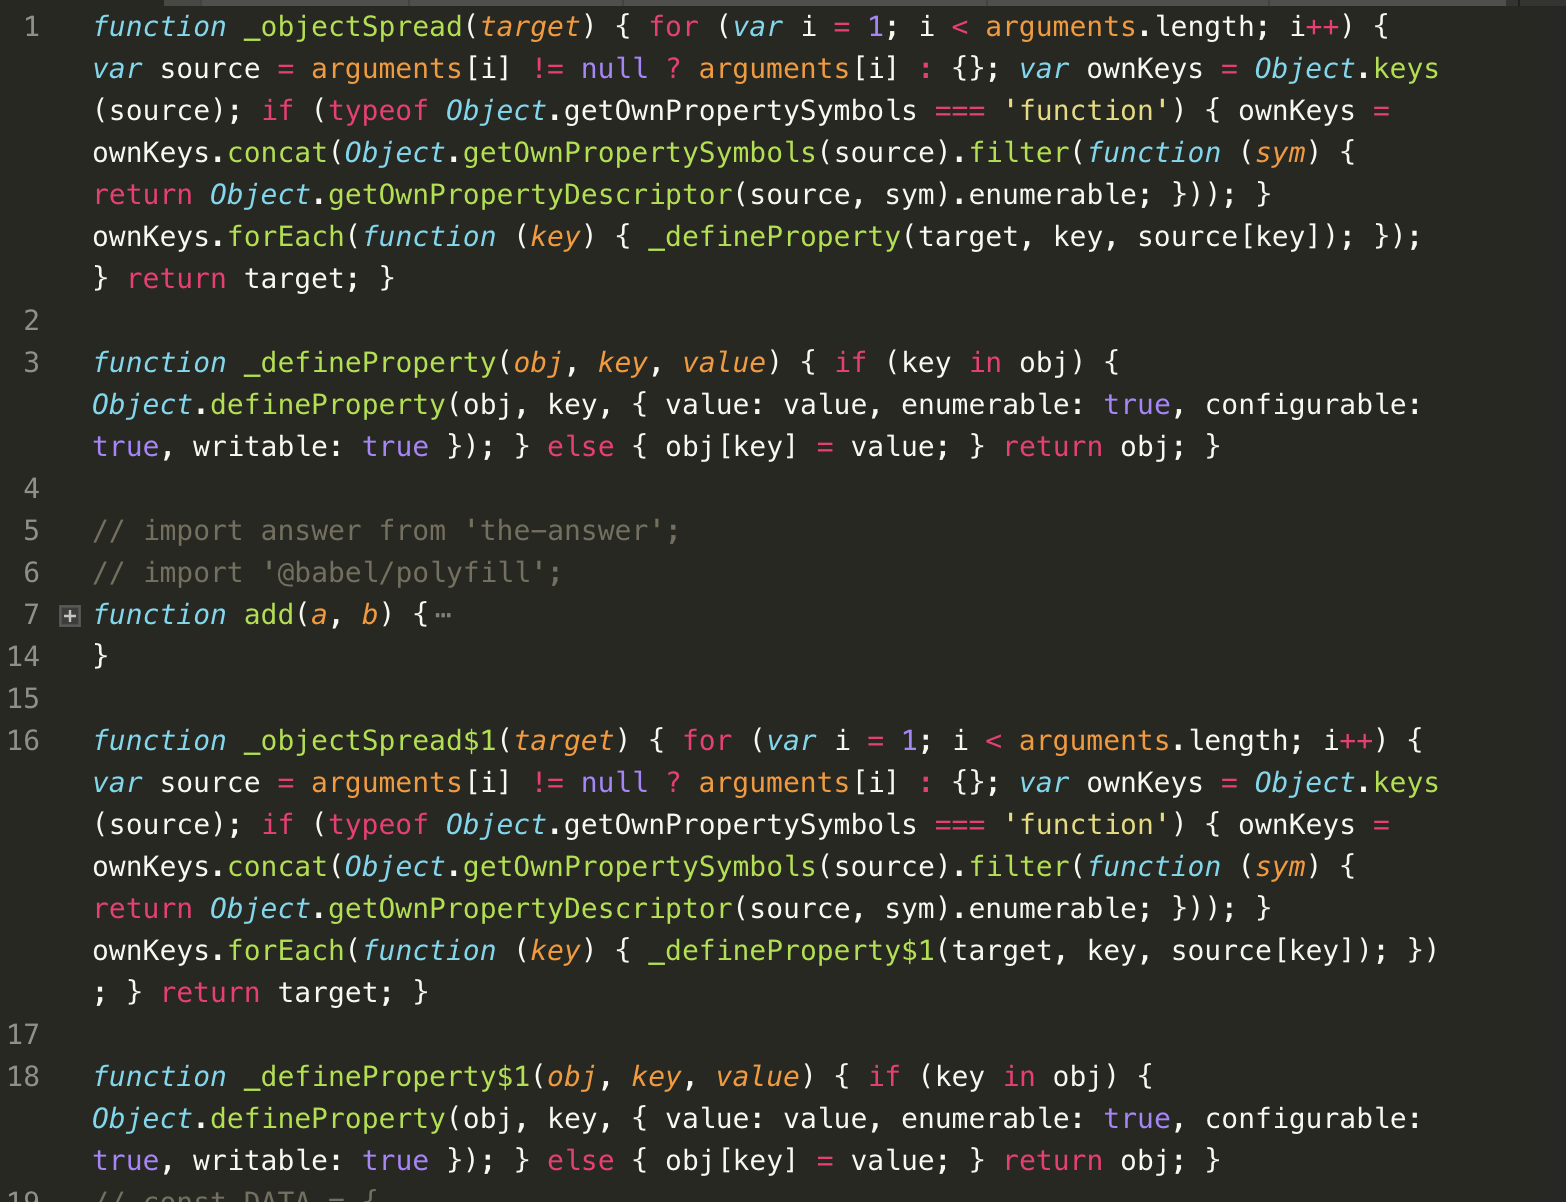 1 function _objectSpread(target) { for (var i = 1; i < arguments.length; i++) {
var source = arguments[i] != null ? arguments[i] : {}; var ownKeys = Object.keys
(source); if (typeof Object.getOwnPropertySymbols === 'function') { ownKeys =
ownKeys.concat(Object.getOwnPropertySymbols(source).filter(function (sym) {
return Object.getOwnPropertyDescriptor(source, sym).enumerable; })); }
ownKeys.forEach(function (key) { _defineProperty(target, key, source[key]); });
} return target; }
2
3 function _defineProperty(obj, key, value) { if (key in obj) {
Object.defineProperty(obj, key, { value: value, enumerable: true, configurable:
true, writable: true }); } else { obj[key] = value; } return obj; }
4
5 // import answer from 'the-answer';
6 // import '@babel/polyfill';
7 function add(a, b) { ⋯
14 }
15
16 function _objectSpread$1(target) { for (var i = 1; i < arguments.length; i++) {
var source = arguments[i] != null ? arguments[i] : {}; var ownKeys = Object.keys
(source); if (typeof Object.getOwnPropertySymbols === 'function') { ownKeys =
ownKeys.concat(Object.getOwnPropertySymbols(source).filter(function (sym) {
return Object.getOwnPropertyDescriptor(source, sym).enumerable; })); }
ownKeys.forEach(function (key) { _defineProperty$1(target, key, source[key]); })
; } return target; }
17
18 function _defineProperty$1(obj, key, value) { if (key in obj) {
Object.defineProperty(obj, key, { value: value, enumerable: true, configurable:
true, writable: true }); } else { obj[key] = value; } return obj; }
19 // const DATA = {